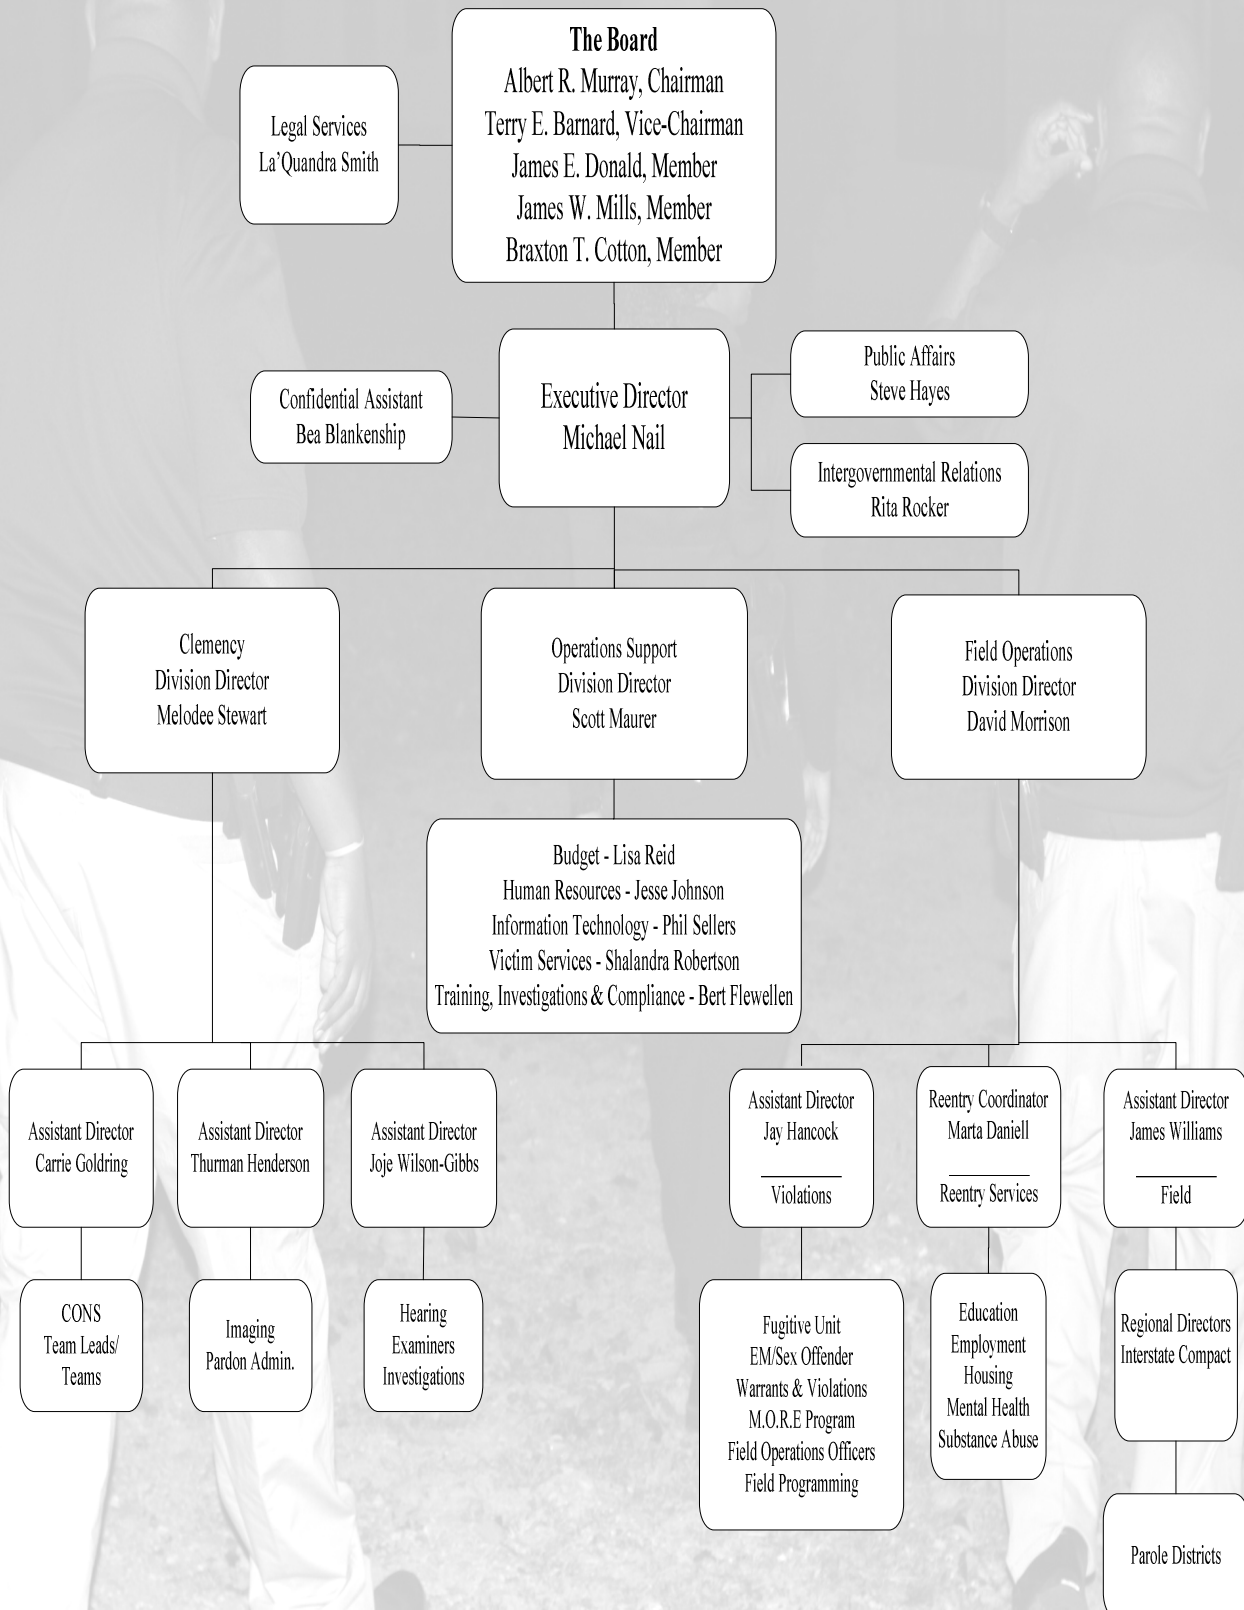 The Board
Albert R. Murray, Chairman
Terry E. Barnard, Vice-Chairman
James E. Donald, Member
James W. Mills, Member
Braxton T. Cotton, Member
Legal Services
La'Quandra Smith
Executive Director
Michael Nail
Confidential Assistant
Bea Blankenship
Public Affairs
Steve Hayes
Intergovernmental Relations
Rita Rocker
Clemency
Division Director
Melodee Stewart
Operations Support
Division Director
Scott Maurer
Field Operations
Division Director
David Morrison
Budget - Lisa Reid
Human Resources - Jesse Johnson
Information Technology - Phil Sellers
Victim Services - Shalandra Robertson
Training, Investigations & Compliance - Bert Flewellen
Assistant Director
Carrie Goldring
Assistant Director
Thurman Henderson
Assistant Director
Joje Wilson-Gibbs
Assistant Director
Jay Hancock
Violations
Reentry Coordinator
Marta Daniell
Reentry Services
Assistant Director
James Williams
Field
CONS
Team Leads/
Teams
Imaging
Pardon Admin.
Hearing
Examiners
Investigations
Fugitive Unit
EM/Sex Offender
Warrants & Violations
M.O.R.E Program
Field Operations Officers
Field Programming
Education
Employment
Housing
Mental Health
Substance Abuse
Regional Directors
Interstate Compact
Parole Districts